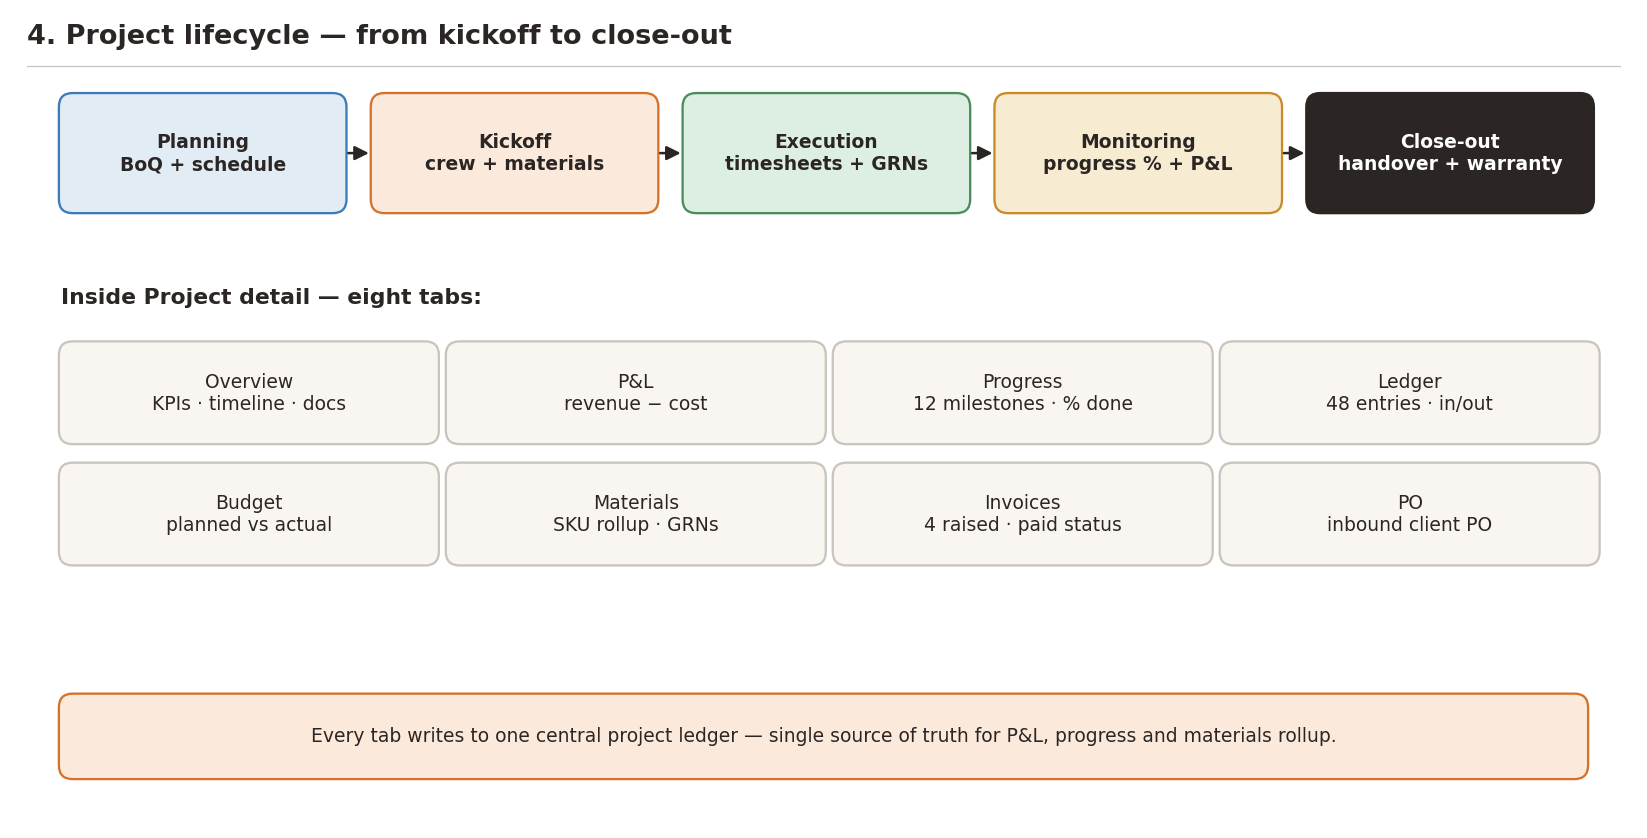 4. Project lifecycle — from kickoff to close-out
Planning
BoQ + schedule
Kickoff
crew + materials
Execution
timesheets + GRNs
Monitoring
progress % + P&L
Close-out
handover + warranty
Inside Project detail — eight tabs:
Overview
KPIs · timeline · docs
P&L
revenue − cost
Progress
12 milestones · % done
Ledger
48 entries · in/out
Budget
planned vs actual
Materials
SKU rollup · GRNs
Invoices
4 raised · paid status
PO
inbound client PO
Every tab writes to one central project ledger — single source of truth for P&L, progress and materials rollup.